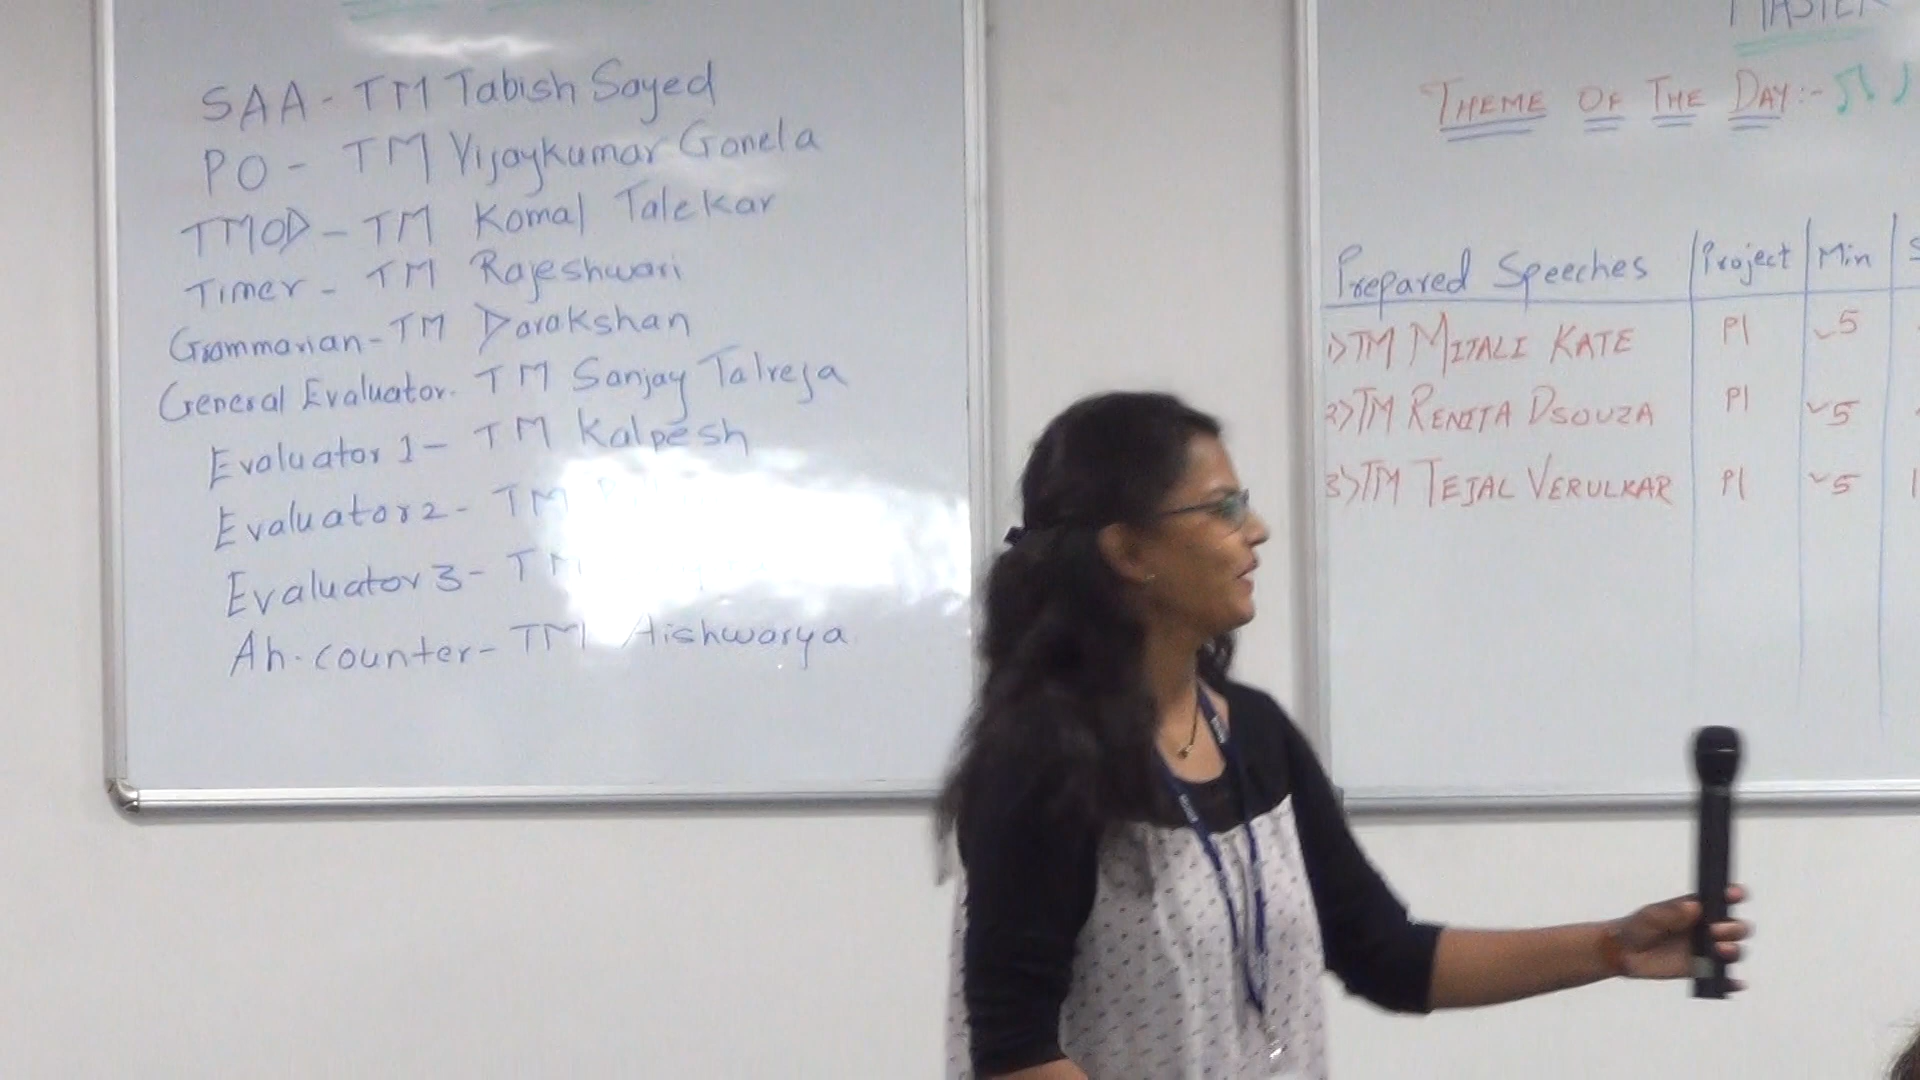 SAA - TM Tabish Sayed
PO - TM Vijaykumar Gonela
TMOD - TM Komal Talekar
Timer - TM Rajeshwari
Grammarian - TM Darakshan
General Evaluator - TM Sanjay Talreja
Evaluator 1 - TM Kalpesh
Evaluator 2 - TM
Evaluator 3 - TM
Ah-counter - TM Aishwarya
MASTER
THEME OF THE DAY:-
Prepared Speeches | Project | Min
1) TM MITALI KATE P1 ~5
2) TM RENITA DSOUZA P1 ~5
3) TM TEJAL VERULKAR P1 ~5